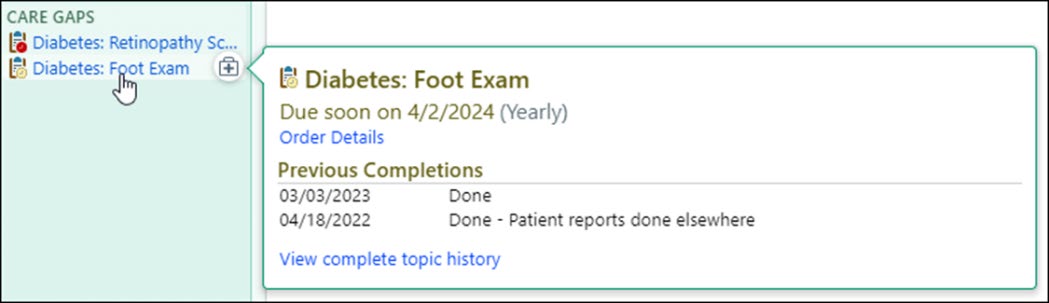 CARE GAPS
Diabetes: Retinopathy Sc...
Diabetes: Foot Exam
Diabetes: Foot Exam
Due soon on 4/2/2024 (Yearly)
Order Details
Previous Completions
03/03/2023 Done
04/18/2022 Done - Patient reports done elsewhere
View complete topic history